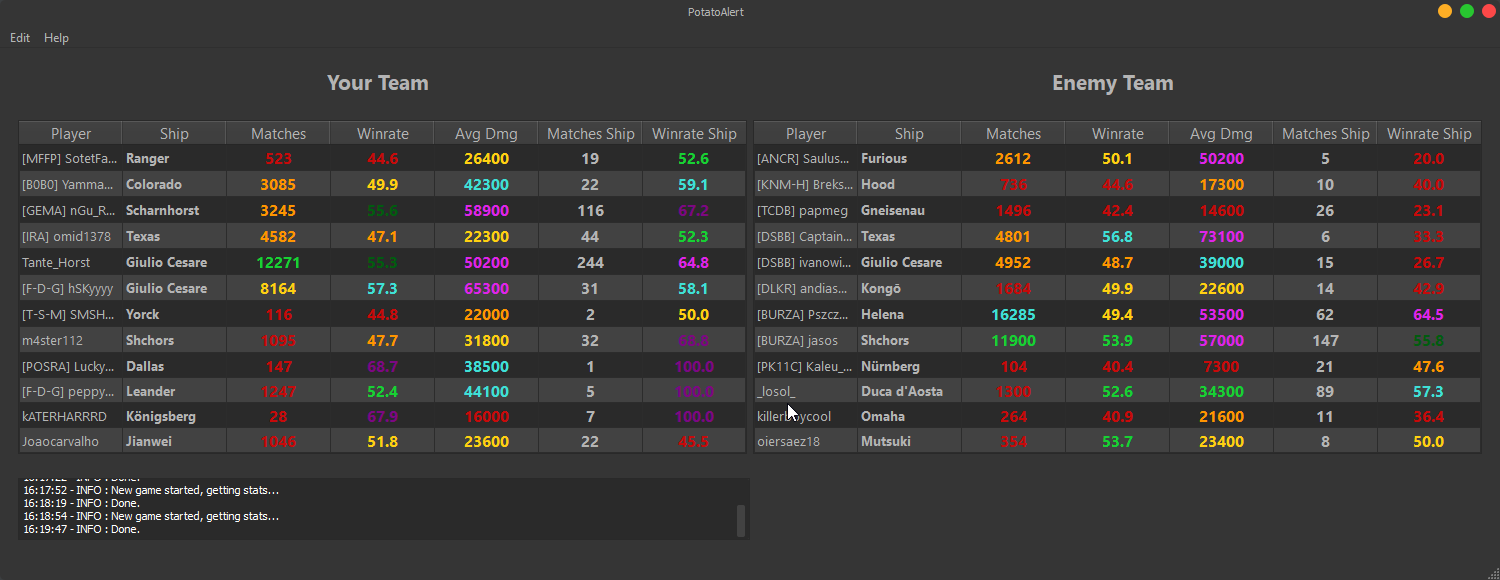 PotatoAlert
Edit Help
Your Team
Player Ship Matches Winrate Avg Dmg Matches Ship Winrate Ship
[MFFP] SotetFa... Ranger 523 44.6 26400 19 52.6
[B0B0] Yamma... Colorado 3085 49.9 42300 22 59.1
[GEMA] nGu_R... Scharnhorst 3245 55.6 58900 116 67.2
[IRA] omid1378 Texas 4582 47.1 22300 44 52.3
Tante_Horst Giulio Cesare 12271 55.3 50200 244 64.8
[F-D-G] hSKyyyy Giulio Cesare 8164 57.3 65300 31 58.1
[T-S-M] SMSH... Yorck 116 44.8 22000 2 50.0
m4ster112 Shchors 1095 47.7 31800 32 68.8
[POSRA] Lucky... Dallas 147 68.7 38500 1 100.0
[F-D-G] peppy... Leander 1247 52.4 44100 5 100.0
kATERHARRRD Königsberg 28 67.9 16000 7 100.0
Joaocarvalho Jianwei 1046 51.8 23600 22 45.5
Enemy Team
Player Ship Matches Winrate Avg Dmg Matches Ship Winrate Ship
[ANCR] Saulus... Furious 2612 50.1 50200 5 20.0
[KNM-H] Breks... Hood 736 44.6 17300 10 40.0
[TCDB] papmeg Gneisenau 1496 42.4 14600 26 23.1
[DSBB] Captain... Texas 4801 56.8 73100 6 33.3
[DSBB] ivanowi... Giulio Cesare 4952 48.7 39000 15 26.7
[DLKR] andias... Kongō 1684 49.9 22600 14 42.9
[BURZA] Pszcz... Helena 16285 49.4 53500 62 64.5
[BURZA] jasos Shchors 11900 53.9 57000 147 55.8
[PK11C] Kaleu_... Nürnberg 104 40.4 7300 21 47.6
_losol_ Duca d'Aosta 1300 52.6 34300 89 57.3
Omaha 264 40.9 21600 11 36.4
oiersaez18 Mutsuki 354 53.7 23400 8 50.0
16:17:52 - INFO : New game started, getting stats...
16:18:19 - INFO : Done.
16:18:54 - INFO : New game started, getting stats...
16:19:47 - INFO : Done.